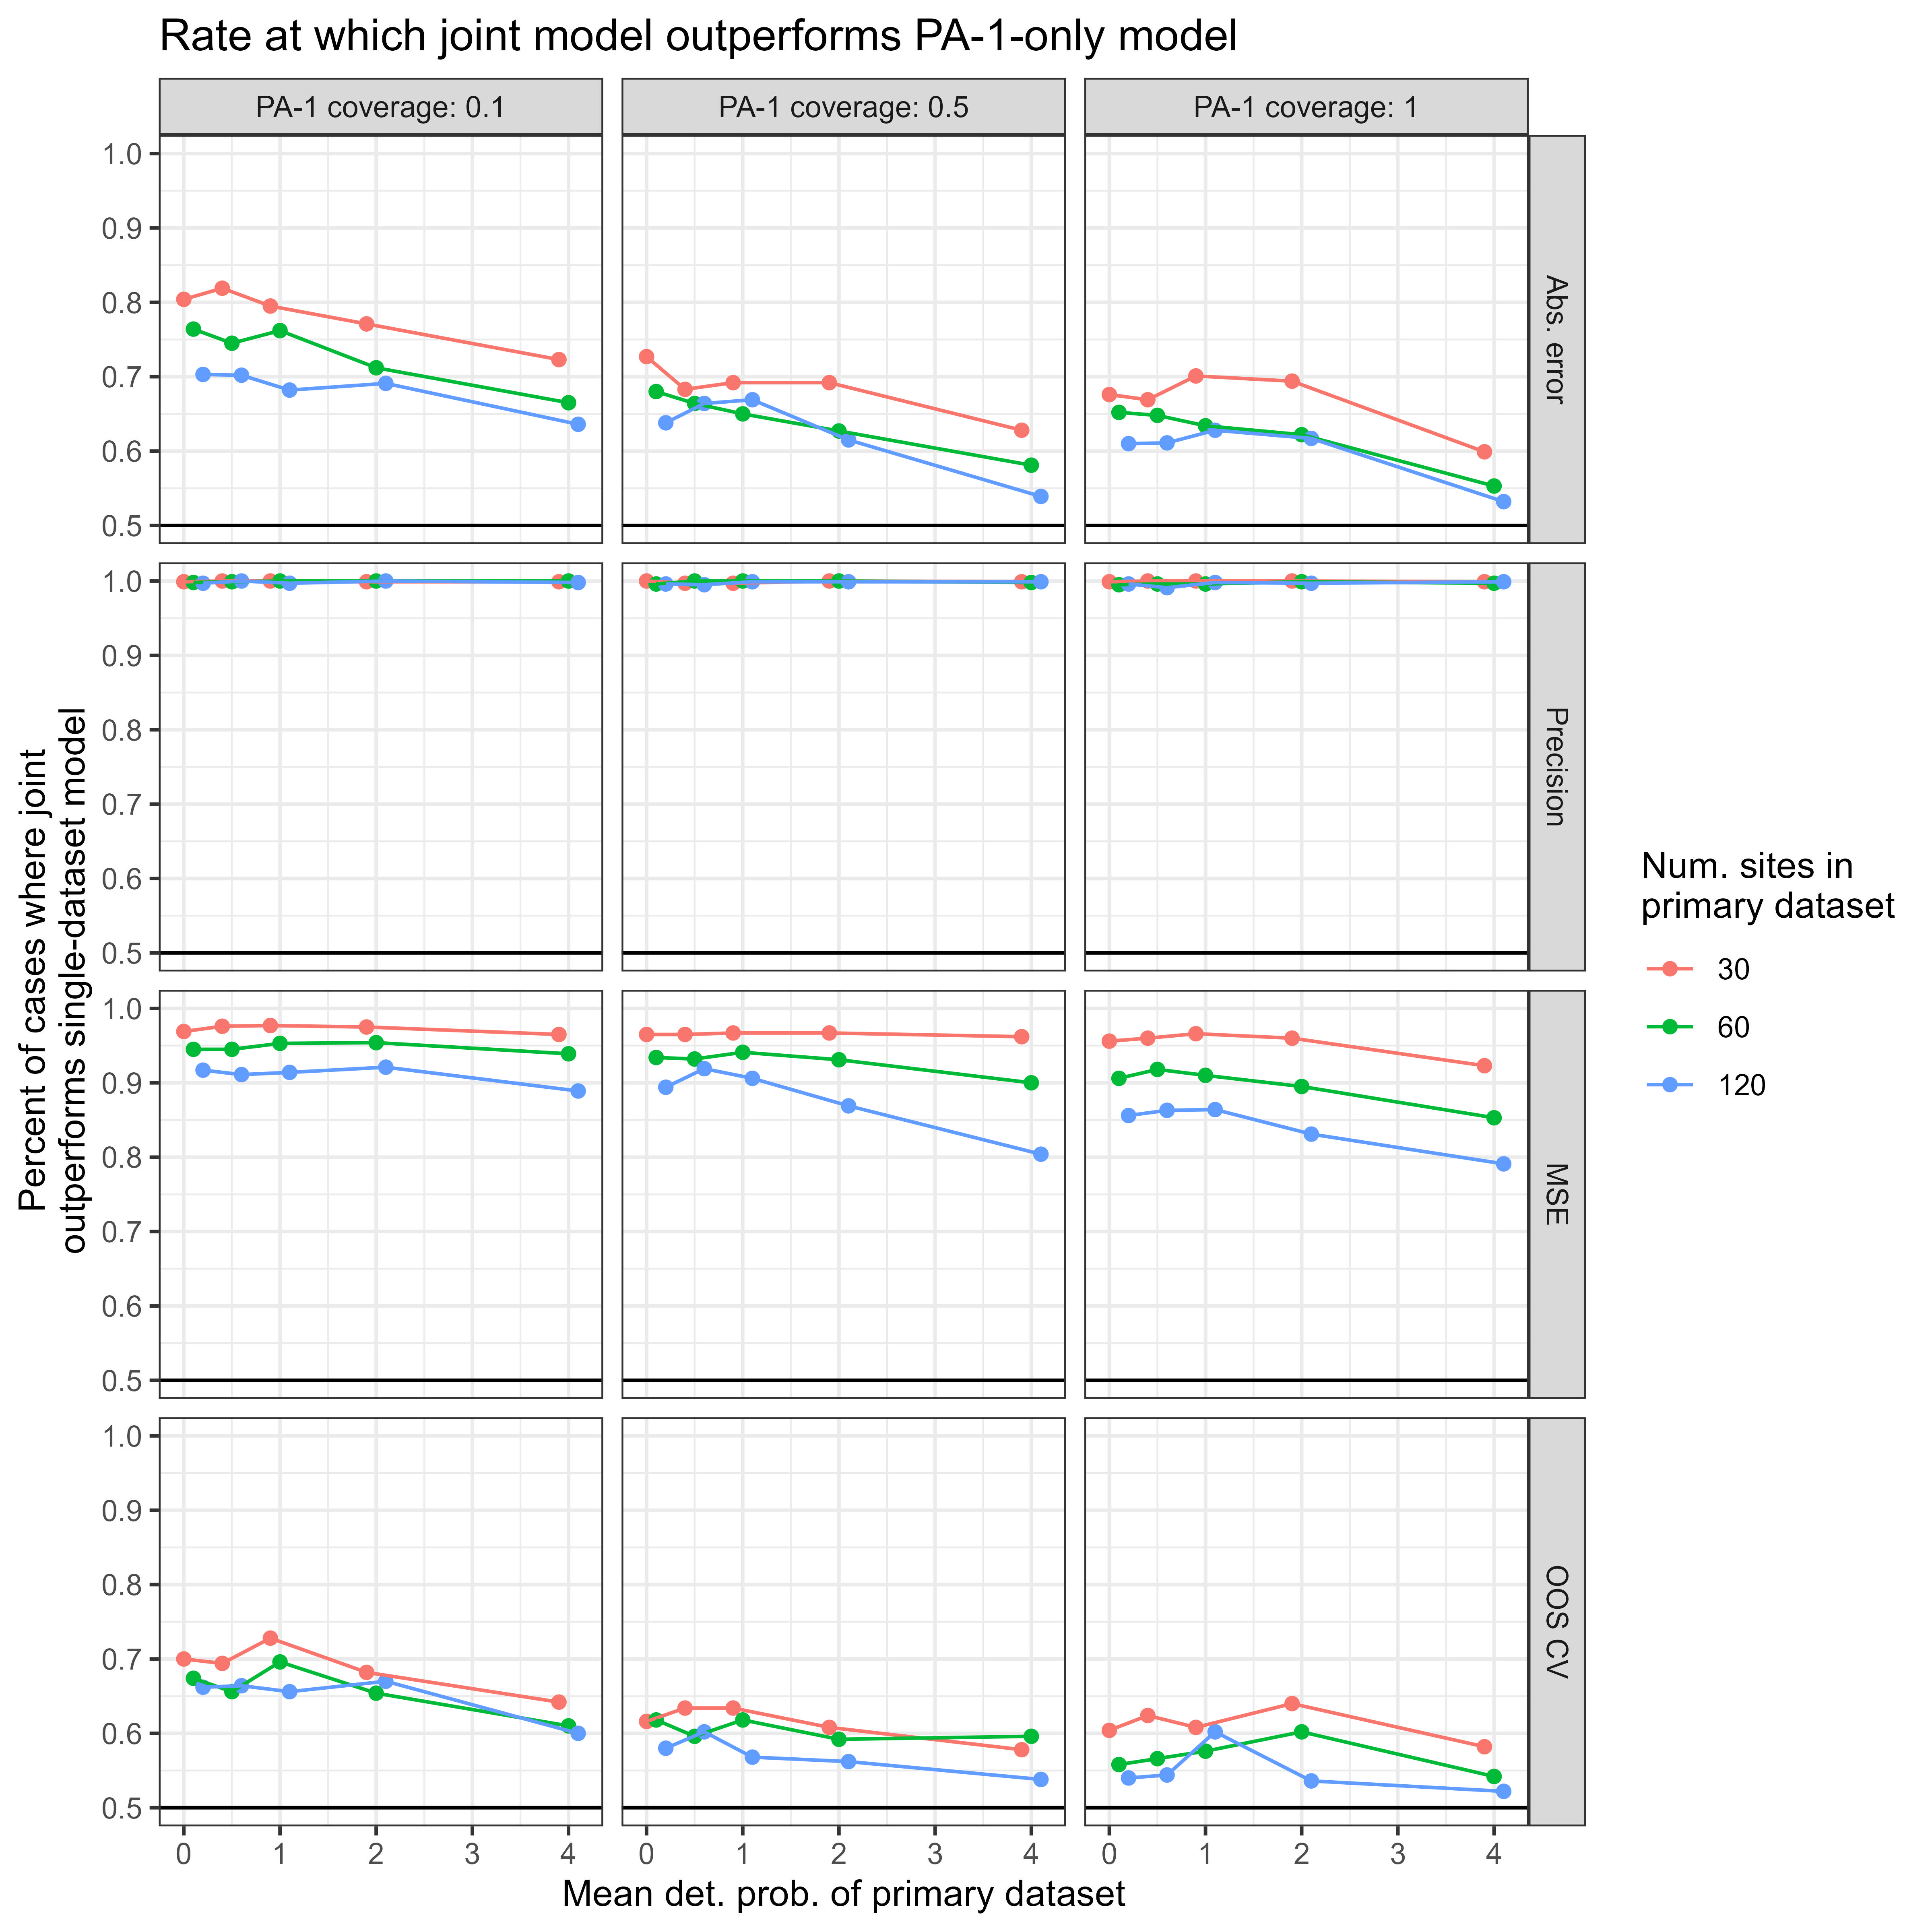 Rate at which joint model outperforms PA-1-only model
PA-1 coverage: 0.1
PA-1 coverage: 0.5
PA-1 coverage: 1
1.0
0.9
0.8
0.7
0.6
0.5
Abs. error
1.0
0.9
0.8
0.7
0.6
0.5
Precision
1.0
0.9
0.8
0.7
0.6
0.5
MSE
1.0
0.9
0.8
0.7
0.6
0.5
OOS CV
0 1 2 3 4
0 1 2 3 4
0 1 2 3 4
Mean det. prob. of primary dataset
Percent of cases where joint
outperforms single-dataset model
Num. sites in
primary dataset
30
60
120